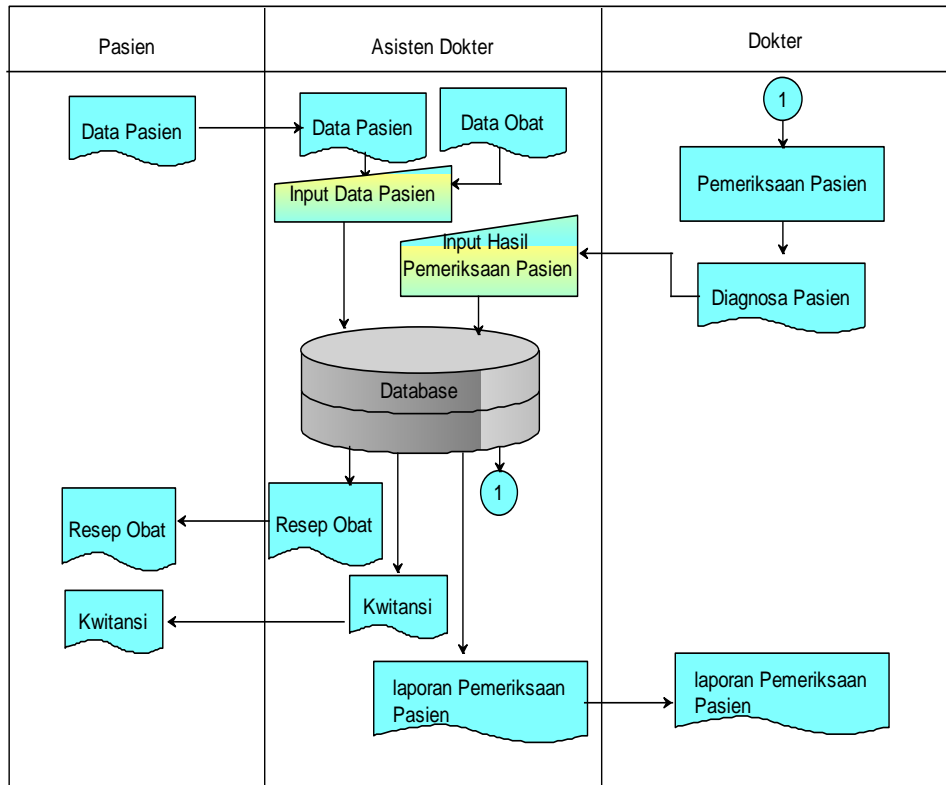 Pasien
Asisten Dokter
Dokter
Data Pasien
Data Pasien
Data Obat
1
Input Data Pasien
Pemeriksaan Pasien
Input Hasil
Pemeriksaan Pasien
Diagnosa Pasien
Database
1
Resep Obat
Resep Obat
Kwitansi
Kwitansi
laporan Pemeriksaan
Pasien
laporan Pemeriksaan
Pasien